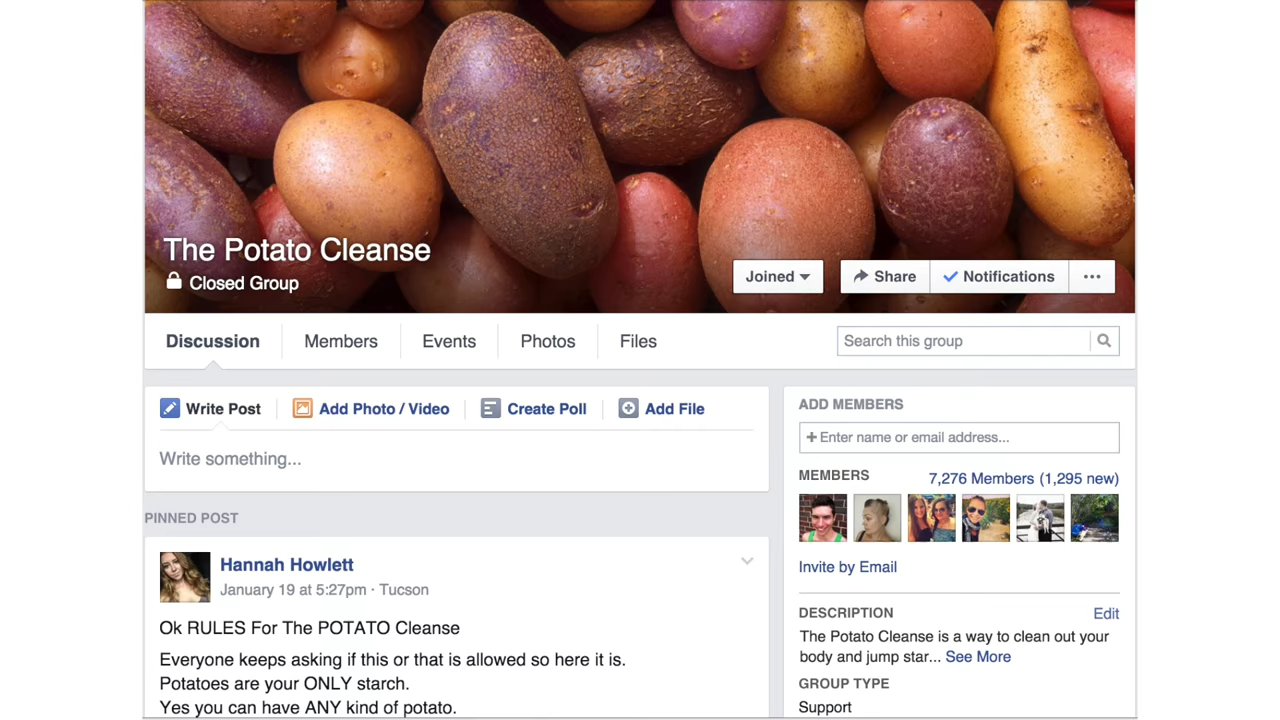 The Potato Cleanse
Closed Group
Joined
Share
Notifications
Discussion
Members
Events
Photos
Files
Search this group
Write Post
Add Photo / Video
Create Poll
Add File
Write something...
PINNED POST
Hannah Howlett
January 19 at 5:27pm · Tucson
Ok RULES For The POTATO Cleanse
Everyone keeps asking if this or that is allowed so here it is.
Potatoes are your ONLY starch.
Yes you can have ANY kind of potato.
ADD MEMBERS
+ Enter name or email address...
MEMBERS
7,276 Members (1,295 new)
Invite by Email
DESCRIPTION
Edit
The Potato Cleanse is a way to clean out your
body and jump star... See More
GROUP TYPE
Support